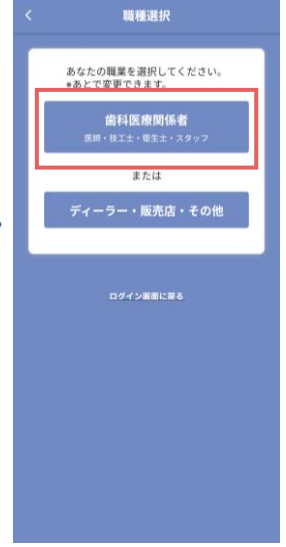 職種選択
あなたの職業を選択してください。
*あとで変更できます。
歯科医療関係者
医師・技工士・衛生士・スタッフ
または
ディーラー・販売店・その他
ログイン画面に戻る